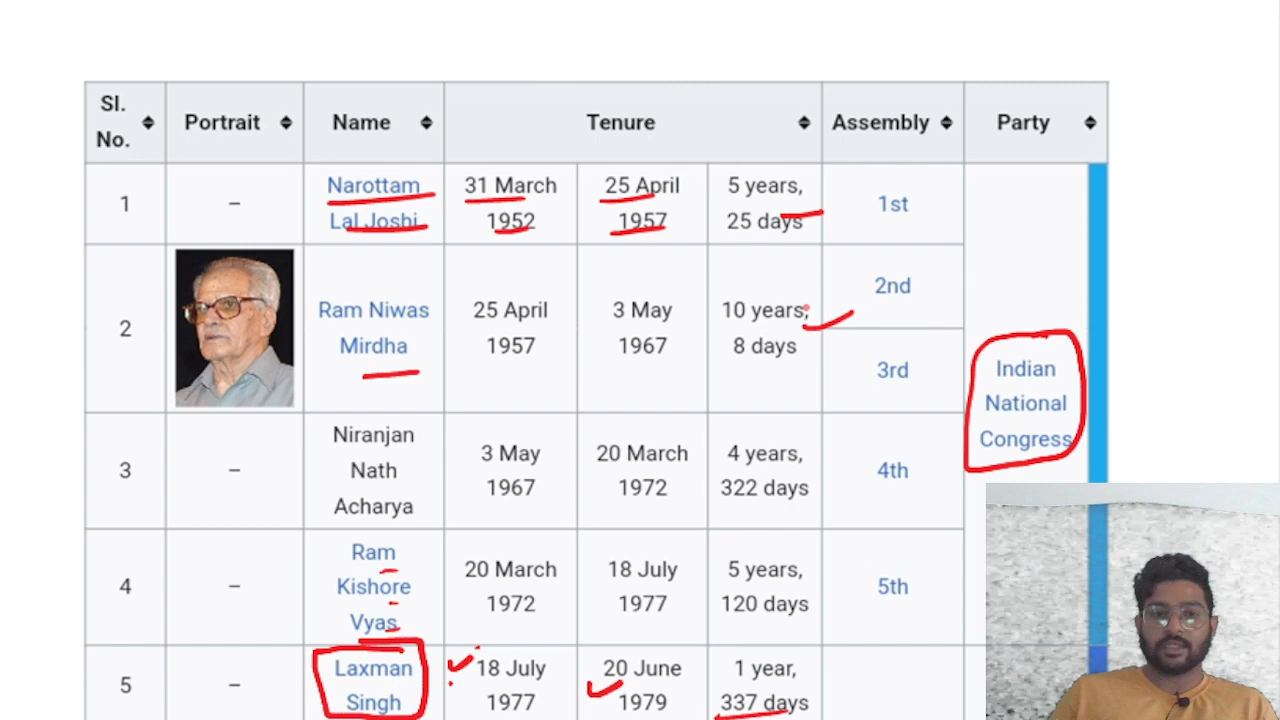 Sl.
No.
Portrait
Name
Tenure
Assembly
Party
1
–
Narottam
Lal Joshi
31 March
1952
25 April
1957
5 years,
25 days
1st
2
Ram Niwas
Mirdha
25 April
1957
3 May
1967
10 years,
8 days
2nd
3rd
Indian
National
Congress
3
–
Niranjan
Nath
Acharya
3 May
1967
20 March
1972
4 years,
322 days
4th
4
–
Ram
Kishore
Vyas
20 March
1972
18 July
1977
5 years,
120 days
5th
5
–
Laxman
Singh
18 July
1977
20 June
1979
1 year,
337 days